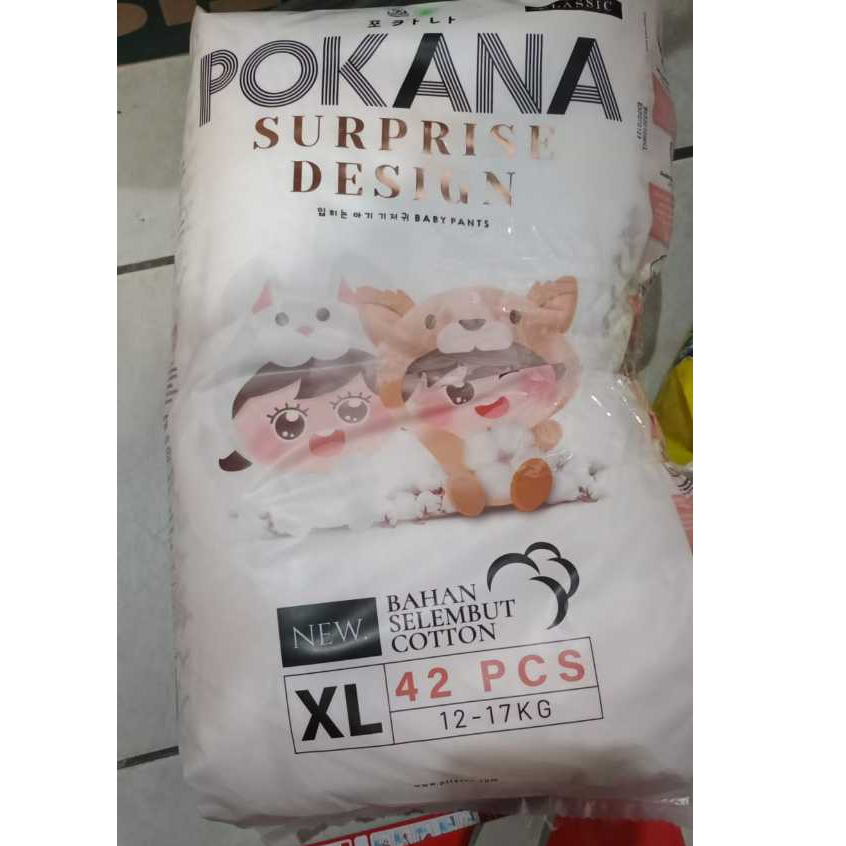 포카나
CLASSIC
POKANA
SURPRISE
DESIGN
입히는 아기 기저귀 BABY PANTS
NEW.
BAHAN
SELEMBUT
COTTON
XL
42 PCS
12-17KG